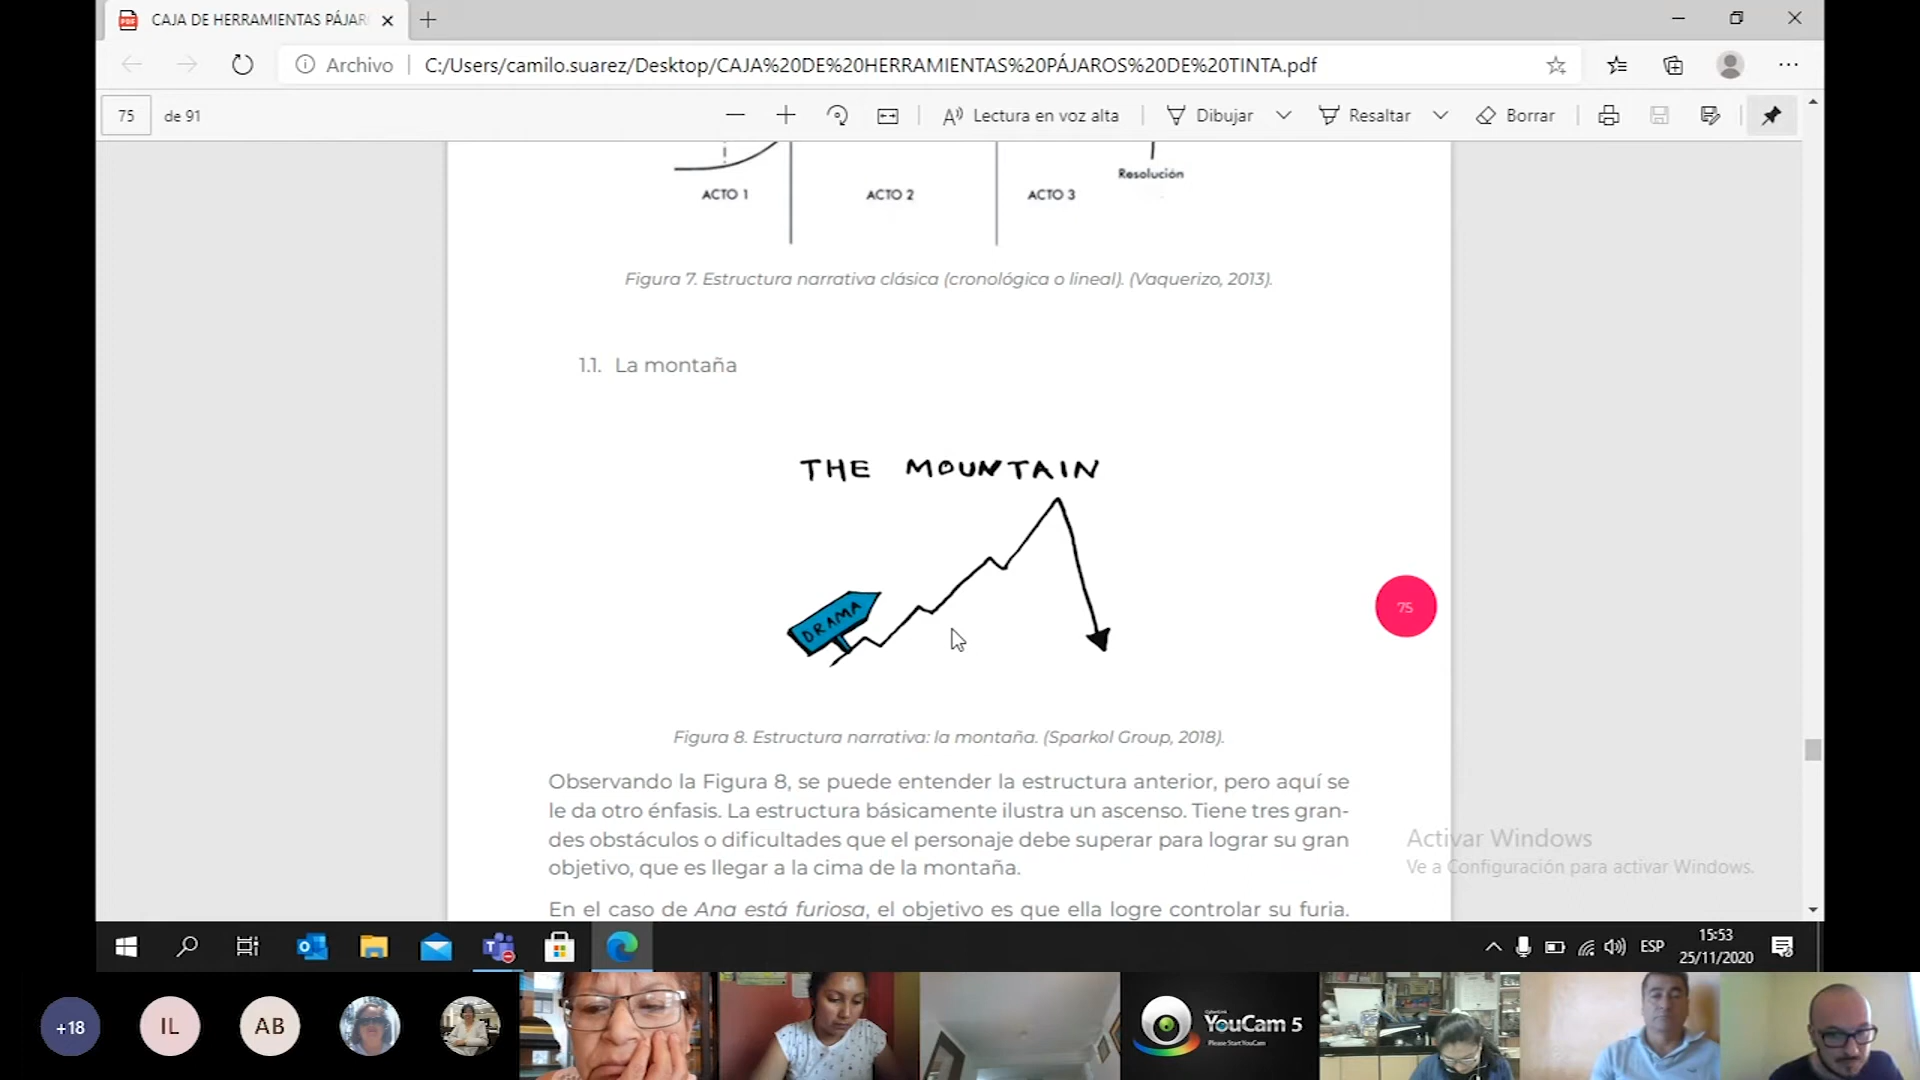 CAJA DE HERRAMIENTAS PÁJAR
Archivo
C:/Users/camilo.suarez/Desktop/CAJA%20DE%20HERRAMIENTAS%20PÁJAROS%20DE%20TINTA.pdf
75 de 91
Lectura en voz alta
Dibujar
Resaltar
Borrar
Resolución
ACTO 1
ACTO 2
ACTO 3
Figura 7. Estructura narrativa clásica (cronológica o lineal). (Vaquerizo, 2013).
1.1. La montaña
THE MOUNTAIN
DRAMA
75
Figura 8. Estructura narrativa: la montaña. (Sparkol Group, 2018).
Observando la Figura 8, se puede entender la estructura anterior, pero aquí se
le da otro énfasis. La estructura básicamente ilustra un ascenso. Tiene tres gran-
des obstáculos o dificultades que el personaje debe superar para lograr su gran
objetivo, que es llegar a la cima de la montaña.
En el caso de Ana está furiosa, el objetivo es que ella logre controlar su furia.
Activar Windows
Ve a Configuración para activar Windows.
ESP
15:53
25/11/2020
+18
IL
AB
CyberLink
YouCam 5
Please Start YouCam